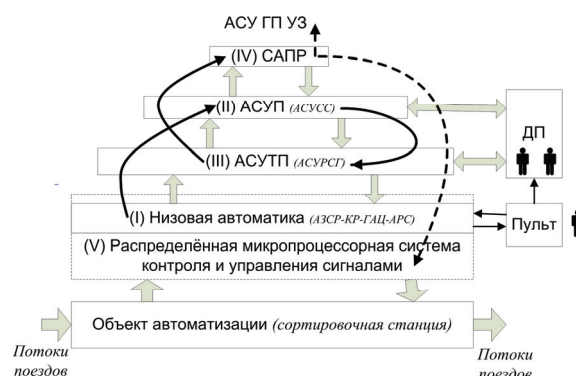 АСУ ГП УЗ
(IV) САПР
(II) АСУП (АСУСС)
ДП
(III) АСУТП (АСУРСГ)
(I) Низовая автоматика (АЗСР-КР-ГАЦ-АРС)
Пульт
(V) Распределённая микропроцессорная система
контроля и управления сигналами
Объект автоматизации (сортировочная станция)
Потоки
поездов
Потоки
поездов